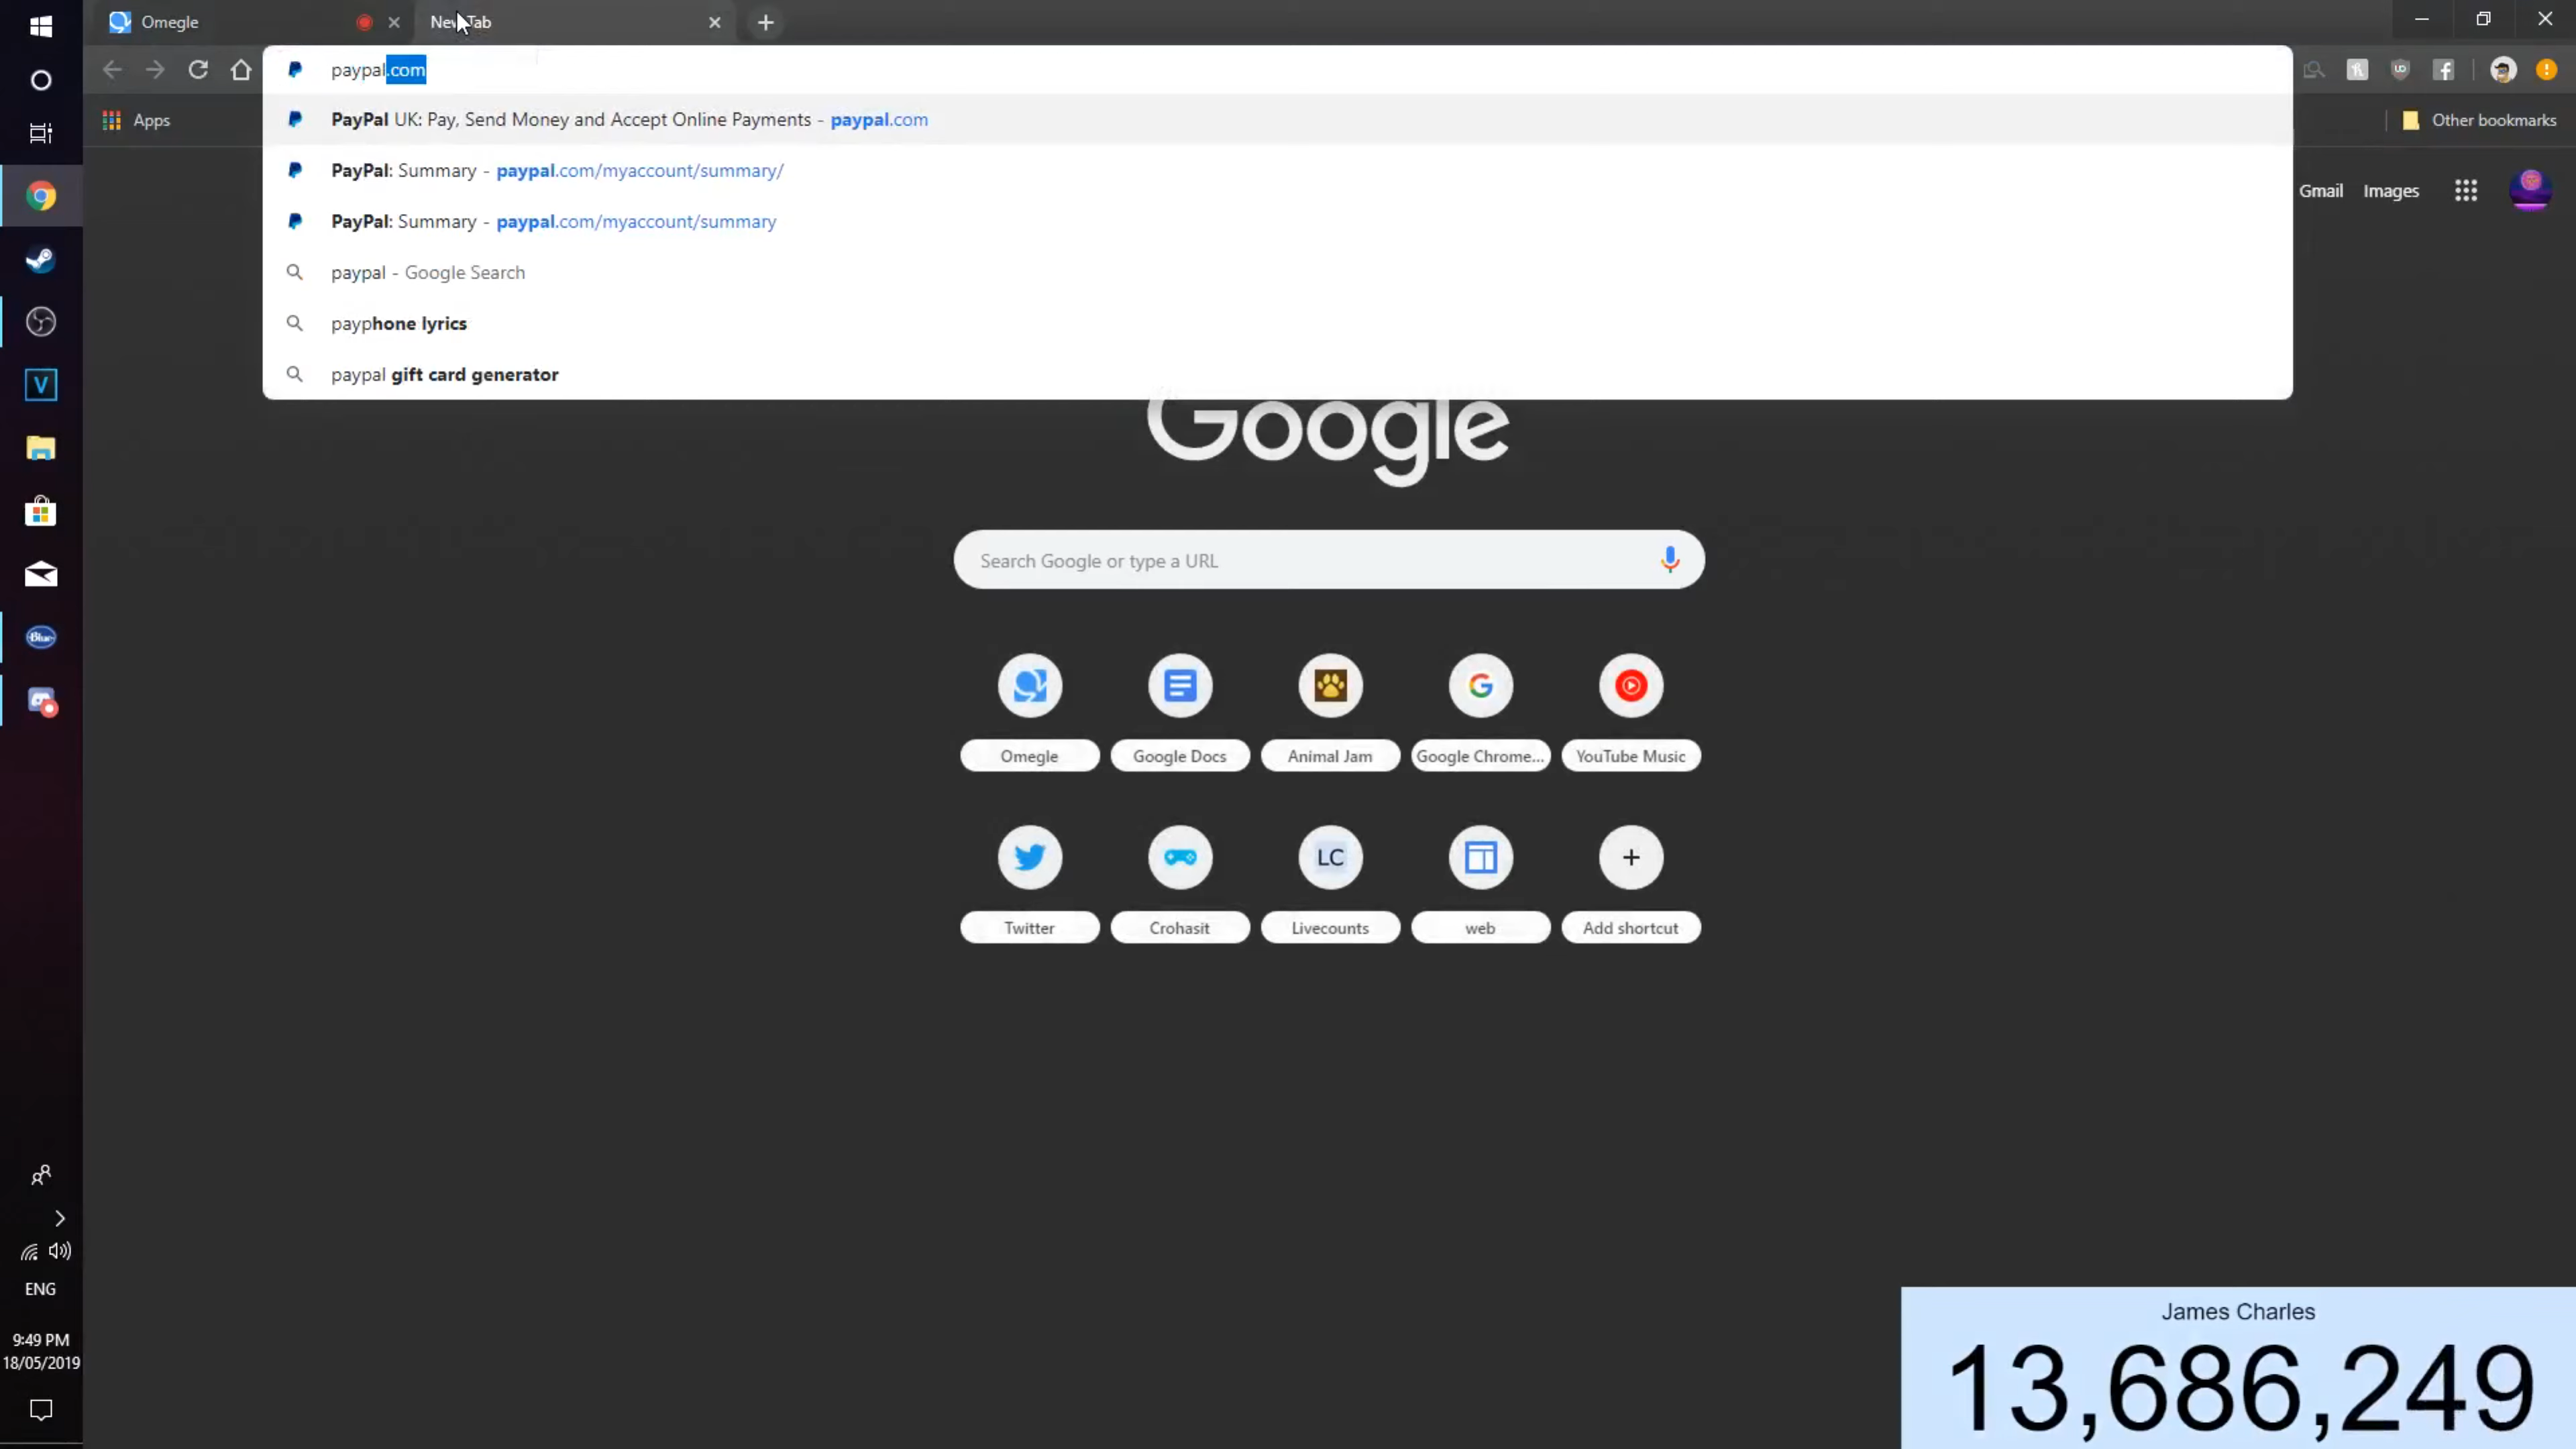 Omegle
New Tab
paypal.com
Apps
Other bookmarks
PayPal UK: Pay, Send Money and Accept Online Payments - paypal.com
PayPal: Summary - paypal.com/myaccount/summary/
PayPal: Summary - paypal.com/myaccount/summary
paypal - Google Search
payphone lyrics
paypal gift card generator
Gmail Images
Google
Search Google or type a URL
Omegle Google Docs Animal Jam Google Chrome... YouTube Music
LC
Twitter Crohasit Livecounts web Add shortcut
V
Blue
ENG
9:49 PM
18/05/2019
James Charles
13,686,249